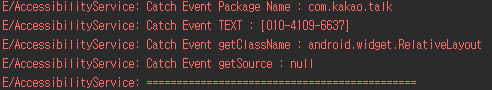 E/AccessibilityService: Catch Event Package Name : com.kakao.talk
E/AccessibilityService: Catch Event TEXT : [010-4109-6637]
E/AccessibilityService: Catch Event getClassName : android.widget.RelativeLayout
E/AccessibilityService: Catch Event getSource : null
E/AccessibilityService: =============================================